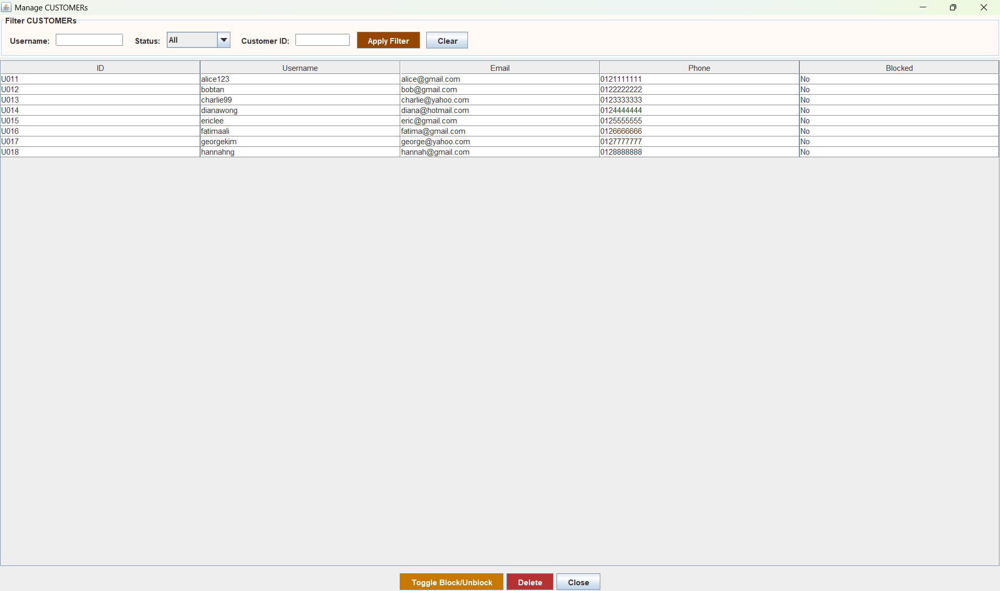 Manage CUSTOMERs
Filter CUSTOMERs
Username: Status: All Customer ID: Apply Filter Clear
ID Username Email Phone Blocked
U011 alice123 alice@gmail.com 0121111111 No
U012 bobtan bob@gmail.com 0122222222 No
U013 charlie99 charlie@yahoo.com 0123333333 No
U014 dianawong diana@hotmail.com 0124444444 No
U015 ericlee eric@gmail.com 0125555555 No
U016 fatimaali fatima@gmail.com 0126666666 No
U017 georgekim george@yahoo.com 0127777777 No
U018 hannahng hannah@gmail.com 0128888888 No
Toggle Block/Unblock Delete Close